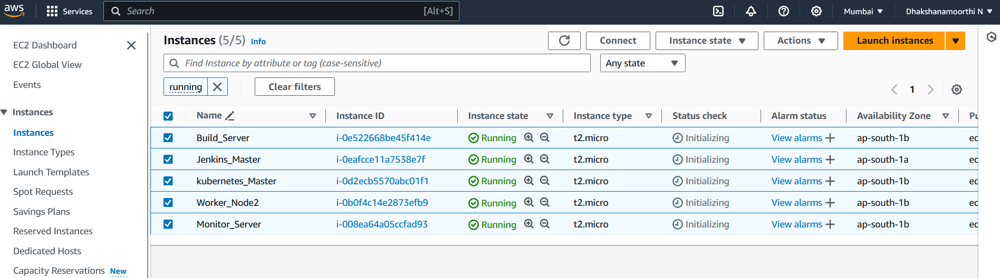 aws
Services
Search
[Alt+S]
Mumbai
Dhakshanamoorthi N
EC2 Dashboard
EC2 Global View
Events
Instances
Instances
Instance Types
Launch Templates
Spot Requests
Savings Plans
Reserved Instances
Dedicated Hosts
Capacity Reservations New
Instances (5/5) Info
Connect
Instance state
Actions
Launch instances
Find Instance by attribute or tag (case-sensitive)
Any state
running
Clear filters
1
Name Instance ID Instance state Instance type Status check Alarm status Availability Zone Pu
Build_Server i-0e522668be45f414e Running t2.micro Initializing View alarms + ap-south-1b ec
Jenkins_Master i-0eafcce11a7538e7f Running t2.micro Initializing View alarms + ap-south-1a ec
kubernetes_Master i-0d2ecb5570abc01f1 Running t2.micro Initializing View alarms + ap-south-1b ec
Worker_Node2 i-0b0f4c14e2873efb9 Running t2.micro Initializing View alarms + ap-south-1b ec
Monitor_Server i-008ea64a05ccfad93 Running t2.micro Initializing View alarms + ap-south-1b ec